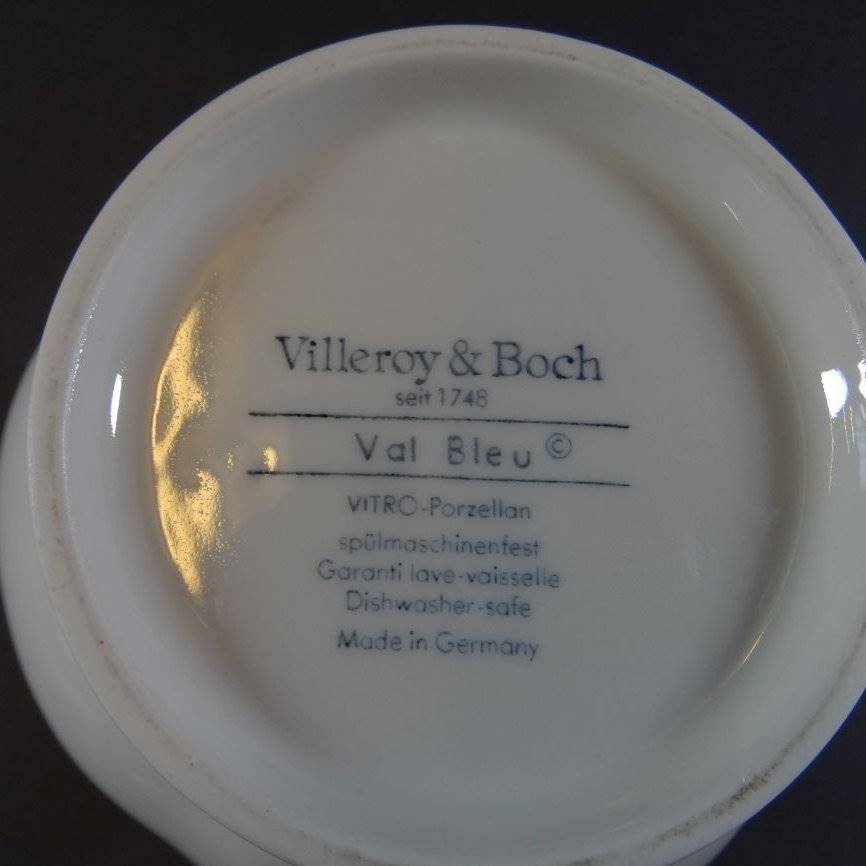 Villeroy & Boch
seit 1748
Val Bleu ©
VITRO-Porzellan
spülmaschinenfest
Garanti lave-vaisselle
Dishwasher-safe
Made in Germany